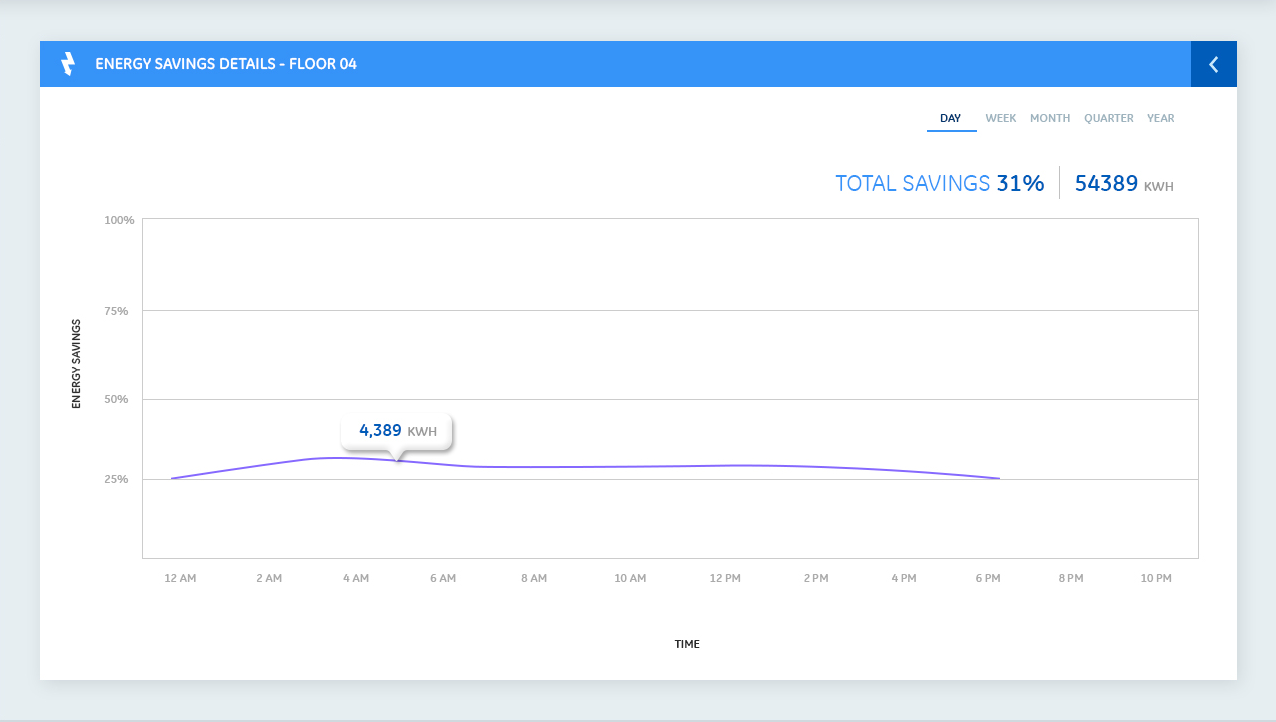 ENERGY SAVINGS DETAILS - FLOOR 04
DAY WEEK MONTH QUARTER YEAR
TOTAL SAVINGS 31% 54389 KWH
100%
75%
ENERGY SAVINGS
50%
4,389 KWH
25%
12 AM 2 AM 4 AM 6 AM 8 AM 10 AM 12 PM 2 PM 4 PM 6 PM 8 PM 10 PM
TIME